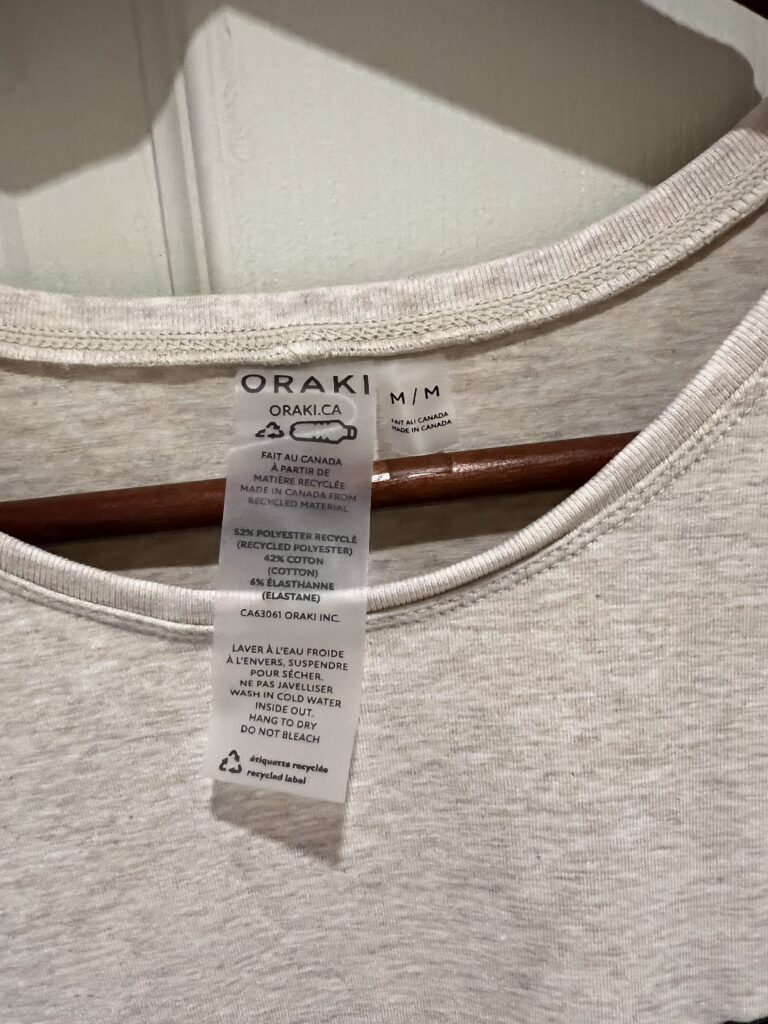 ORAKI
ORAKI.CA
FAIT AU CANADA
À PARTIR DE
MATIÈRE RECYCLÉE
MADE IN CANADA FROM
RECYCLED MATERIAL
52% POLYESTER RECYCLÉ
(RECYCLED POLYESTER)
42% COTON
(COTTON)
6% ÉLASTHANNE
(ELASTANE)
CA63061 ORAKI INC.
LAVER À L'EAU FROIDE
À L'ENVERS, SUSPENDRE
POUR SÉCHER.
NE PAS JAVELLISER
WASH IN COLD WATER
INSIDE OUT.
HANG TO DRY
DO NOT BLEACH
étiquette recyclée
recycled label
M / M
FAIT AU CANADA
MADE IN CANADA